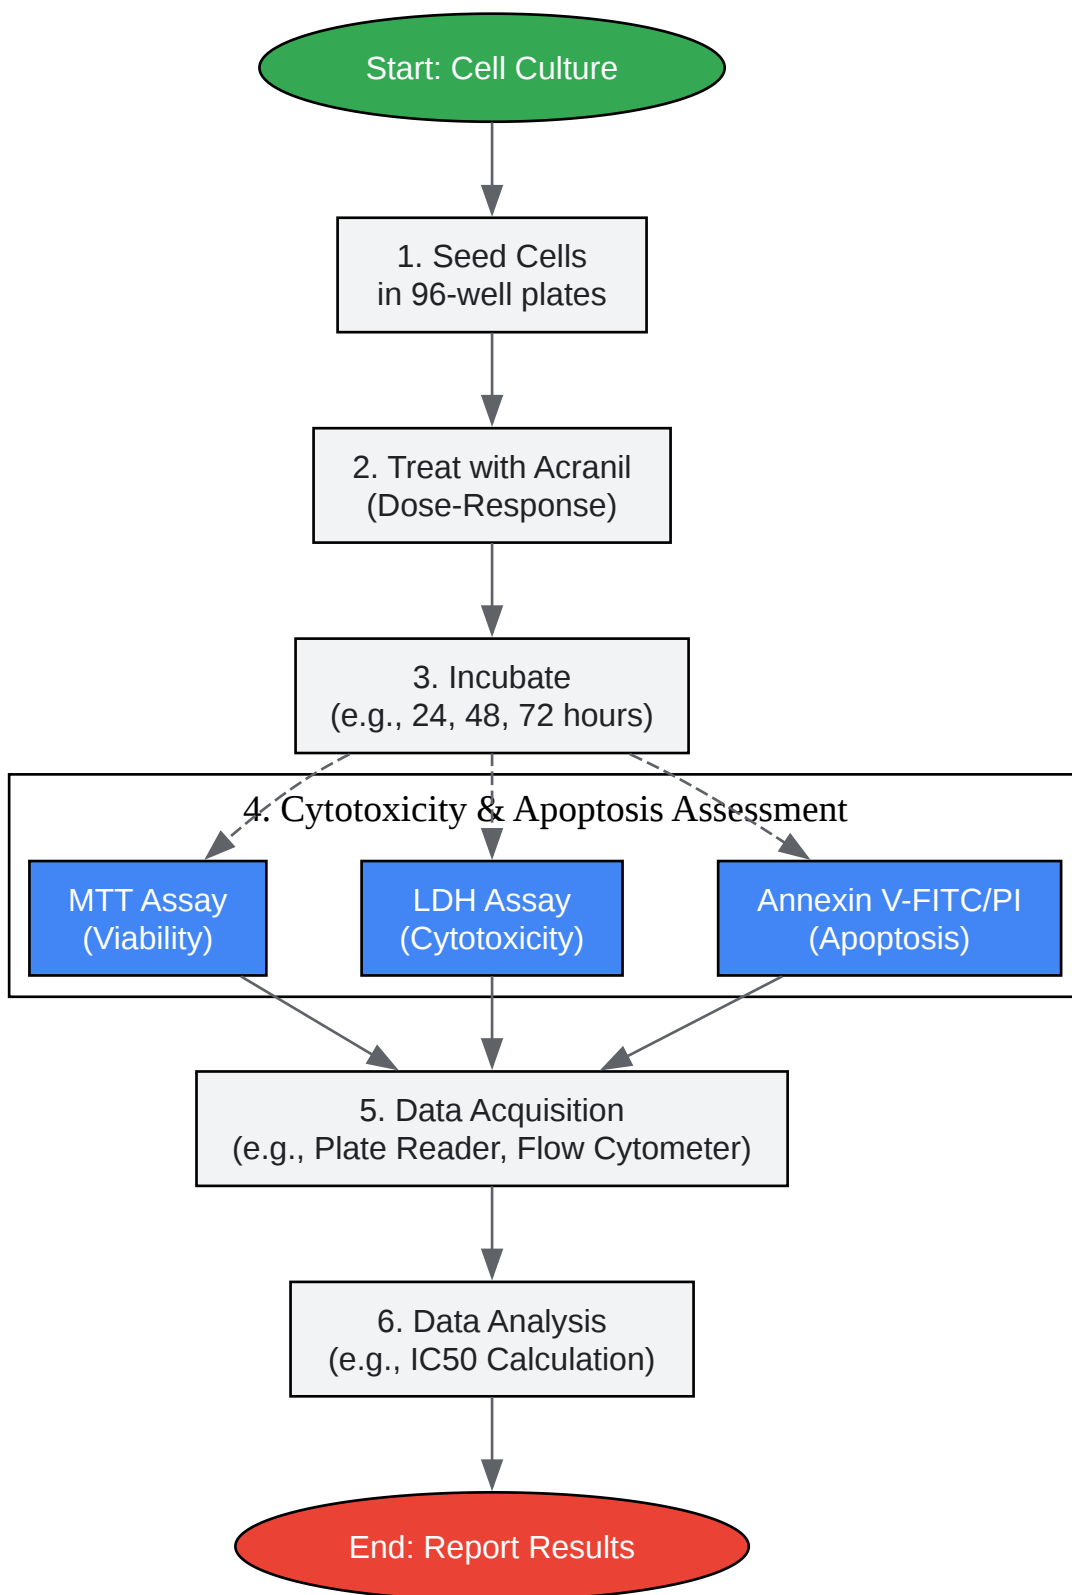 Start: Cell Culture
1. Seed Cells
in 96-well plates
2. Treat with Acranil
(Dose-Response)
3. Incubate
(e.g., 24, 48, 72 hours)
4. Cytotoxicity & Apoptosis Assessment
MTT Assay
(Viability)
LDH Assay
(Cytotoxicity)
Annexin V-FITC/PI
(Apoptosis)
5. Data Acquisition
(e.g., Plate Reader, Flow Cytometer)
6. Data Analysis
(e.g., IC50 Calculation)
End: Report Results